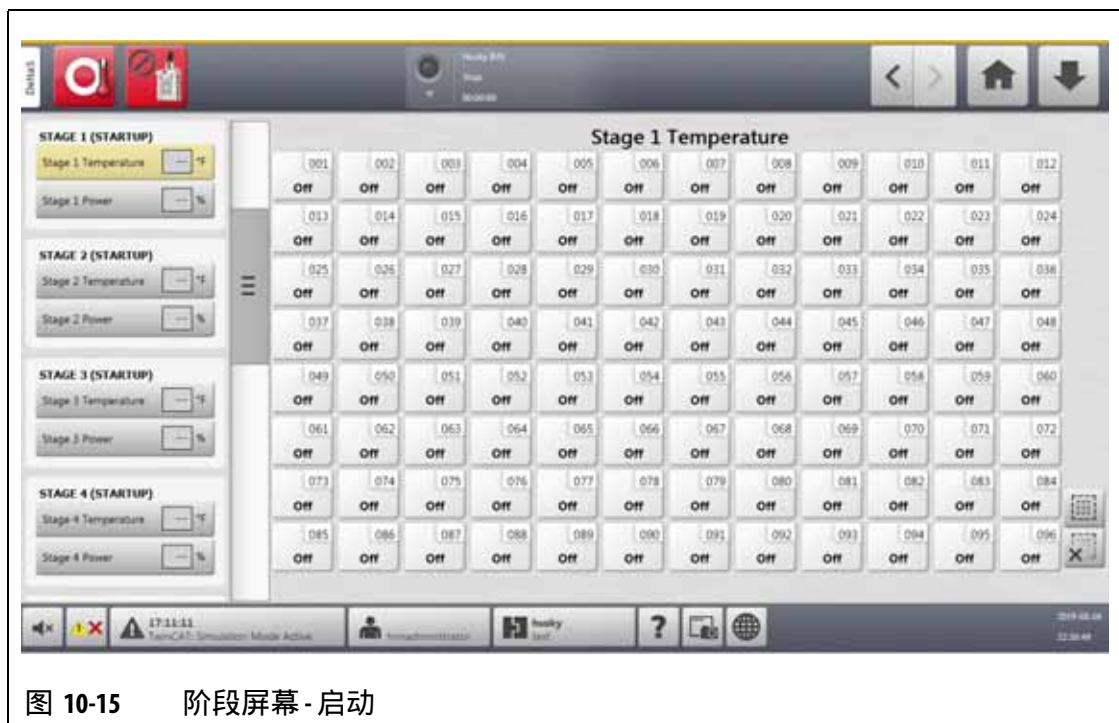 Delta3
STAGE 1 (STARTUP)
Stage 1 Temperature -- °F
Stage 1 Power -- %
STAGE 2 (STARTUP)
Stage 2 Temperature -- °F
Stage 2 Power -- %
STAGE 3 (STARTUP)
Stage 3 Temperature -- °F
Stage 3 Power -- %
STAGE 4 (STARTUP)
Stage 4 Temperature -- °F
Stage 4 Power -- %
Stage 1 Temperature
001 002 003 004 005 006 007 008 009 010 011 012
Off Off Off Off Off Off Off Off Off Off Off Off
013 014 015 016 017 018 019 020 021 022 023 024
Off Off Off Off Off Off Off Off Off Off Off Off
025 026 027 028 029 030 031 032 033 034 035 036
Off Off Off Off Off Off Off Off Off Off Off Off
037 038 039 040 041 042 043 044 045 046 047 048
Off Off Off Off Off Off Off Off Off Off Off Off
049 050 051 052 053 054 055 056 057 058 059 060
Off Off Off Off Off Off Off Off Off Off Off Off
061 062 063 064 065 066 067 068 069 070 071 072
Off Off Off Off Off Off Off Off Off Off Off Off
073 074 075 076 077 078 079 080 081 082 083 084
Off Off Off Off Off Off Off Off Off Off Off Off
085 086 087 088 089 090 091 092 093 094 095 096
Off Off Off Off Off Off Off Off Off Off Off Off
17:11:11
TwinCAT: Simulation Mode Active
husky
?
图 10-15 阶段屏幕 - 启动